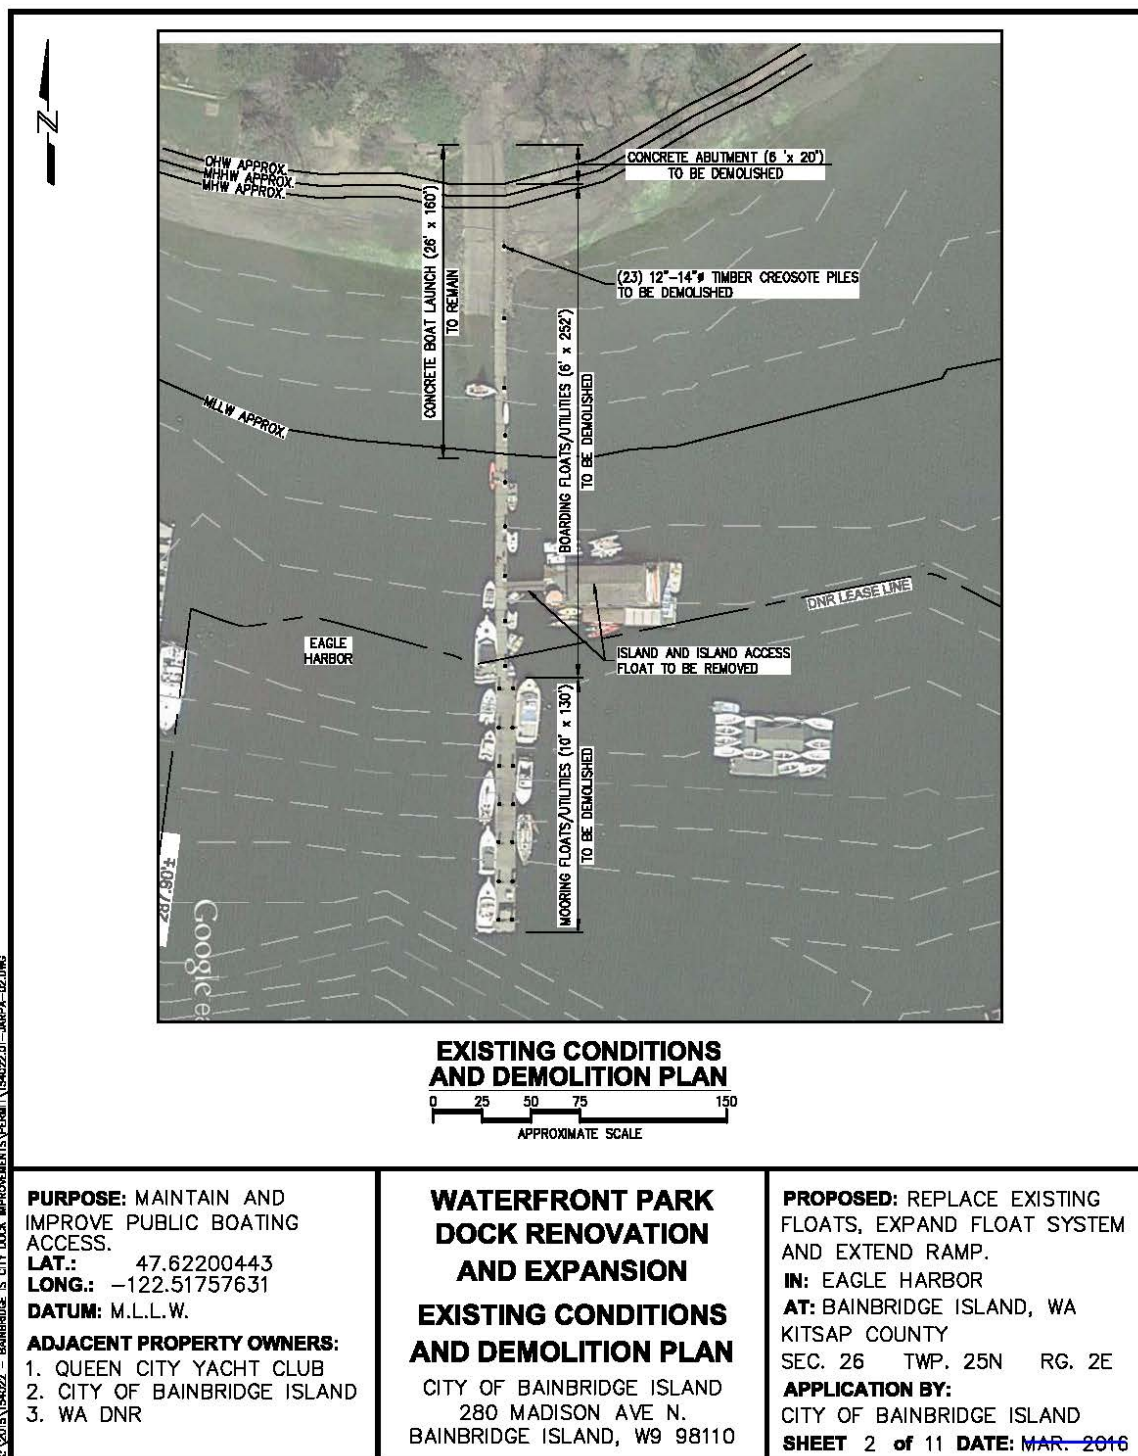 N
OHW APPROX.
MHHW APPROX.
MHW APPROX.
CONCRETE ABUTMENT (6 'x 20')
TO BE DEMOLISHED
CONCRETE BOAT LAUNCH (26' x 160')
TO REMAIN
(23) 12"-14"ø TIMBER CREOSOTE PILES
TO BE DEMOLISHED
BOARDING FLOATS/UTILITIES (6' x 252')
TO BE DEMOLISHED
MLLW APPROX.
DNR LEASE LINE
EAGLE
HARBOR
ISLAND AND ISLAND ACCESS
FLOAT TO BE REMOVED
MOORING FLOATS/UTILITIES (10' x 130')
TO BE DEMOLISHED
287.90'±
Google ea
EXISTING CONDITIONS
AND DEMOLITION PLAN
0 25 50 75 150
APPROXIMATE SCALE
PURPOSE: MAINTAIN AND
IMPROVE PUBLIC BOATING
ACCESS.
LAT.: 47.62200443
LONG.: -122.51757631
DATUM: M.L.L.W.
ADJACENT PROPERTY OWNERS:
1. QUEEN CITY YACHT CLUB
2. CITY OF BAINBRIDGE ISLAND
3. WA DNR
WATERFRONT PARK
DOCK RENOVATION
AND EXPANSION
EXISTING CONDITIONS
AND DEMOLITION PLAN
CITY OF BAINBRIDGE ISLAND
280 MADISON AVE N.
BAINBRIDGE ISLAND, W9 98110
PROPOSED: REPLACE EXISTING
FLOATS, EXPAND FLOAT SYSTEM
AND EXTEND RAMP.
IN: EAGLE HARBOR
AT: BAINBRIDGE ISLAND, WA
KITSAP COUNTY
SEC. 26 TWP. 25N RG. 2E
APPLICATION BY:
CITY OF BAINBRIDGE ISLAND
SHEET 2 of 11 DATE: MAR. 2016